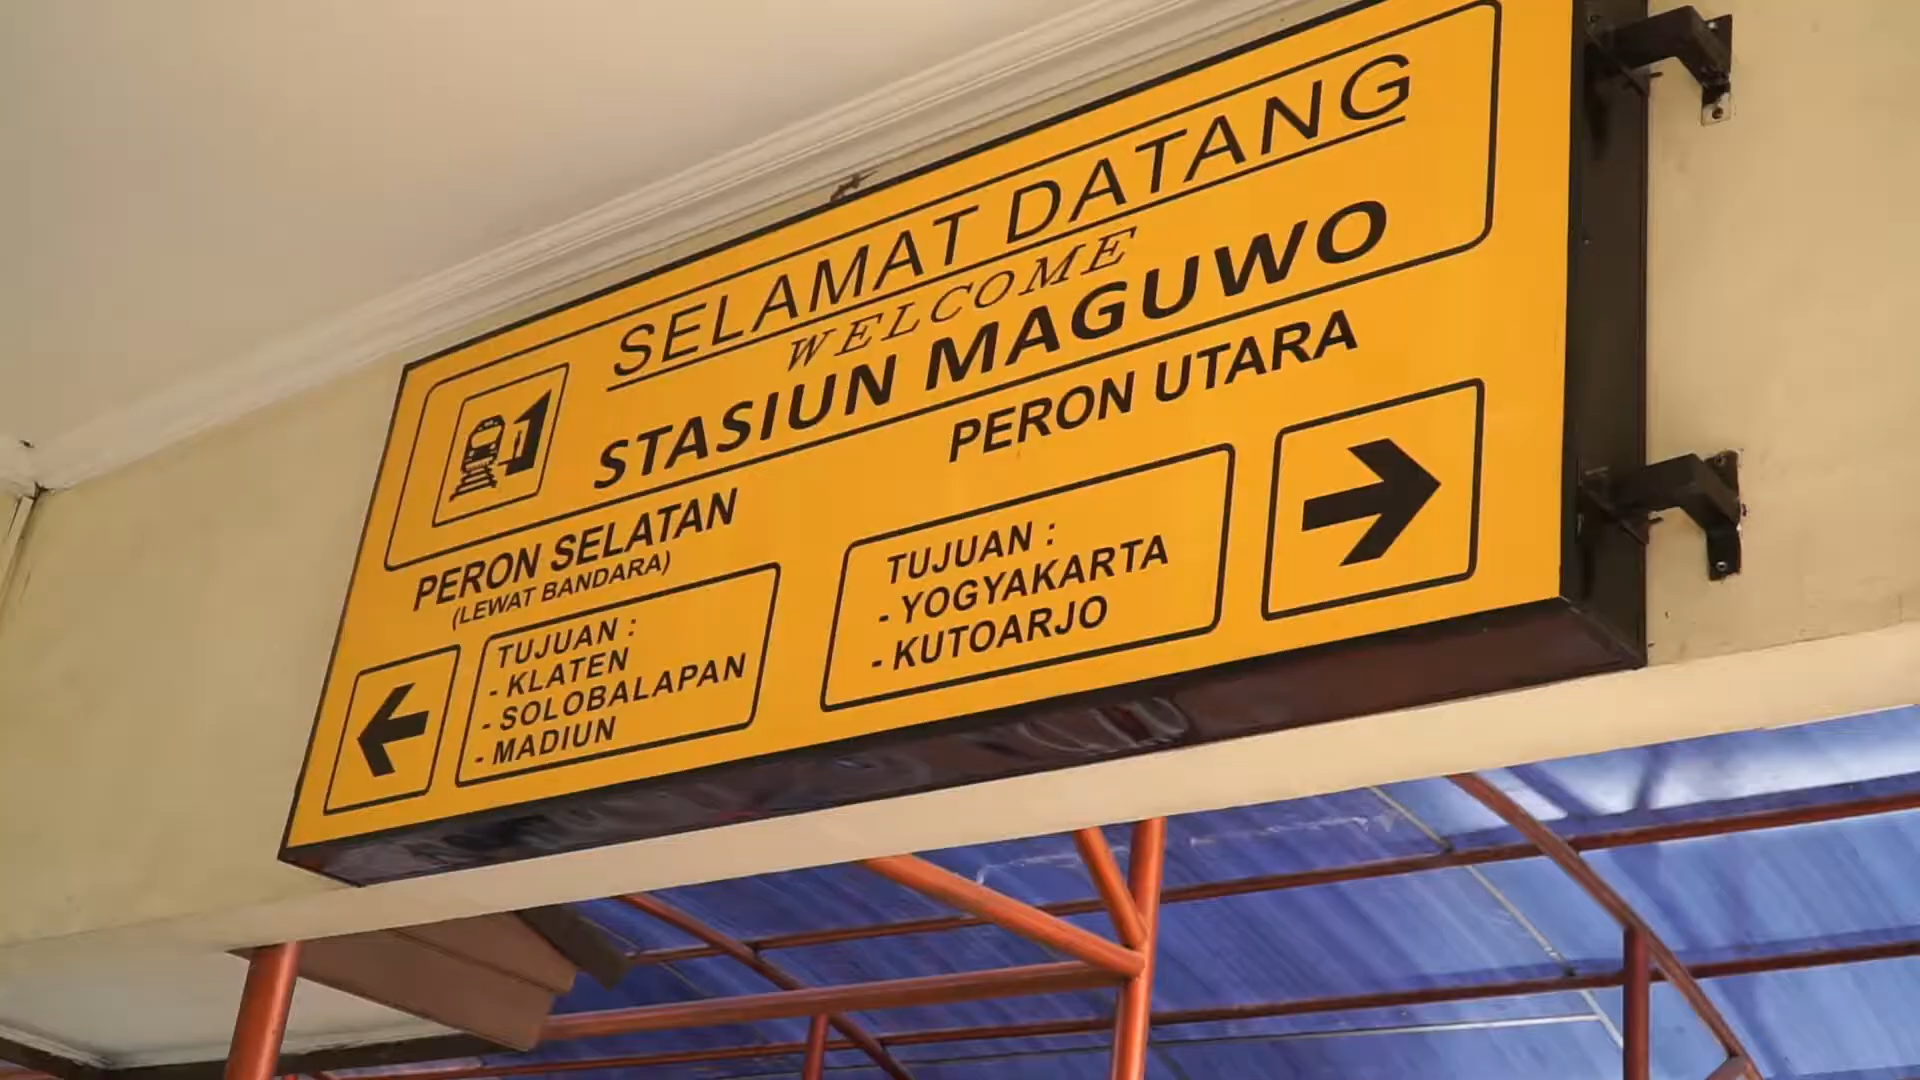 SELAMAT DATANG
WELCOME
STASIUN MAGUWO
PERON SELATAN
(LEWAT BANDARA)
TUJUAN :
- KLATEN
- SOLOBALAPAN
- MADIUN
PERON UTARA
TUJUAN :
- YOGYAKARTA
- KUTOARJO